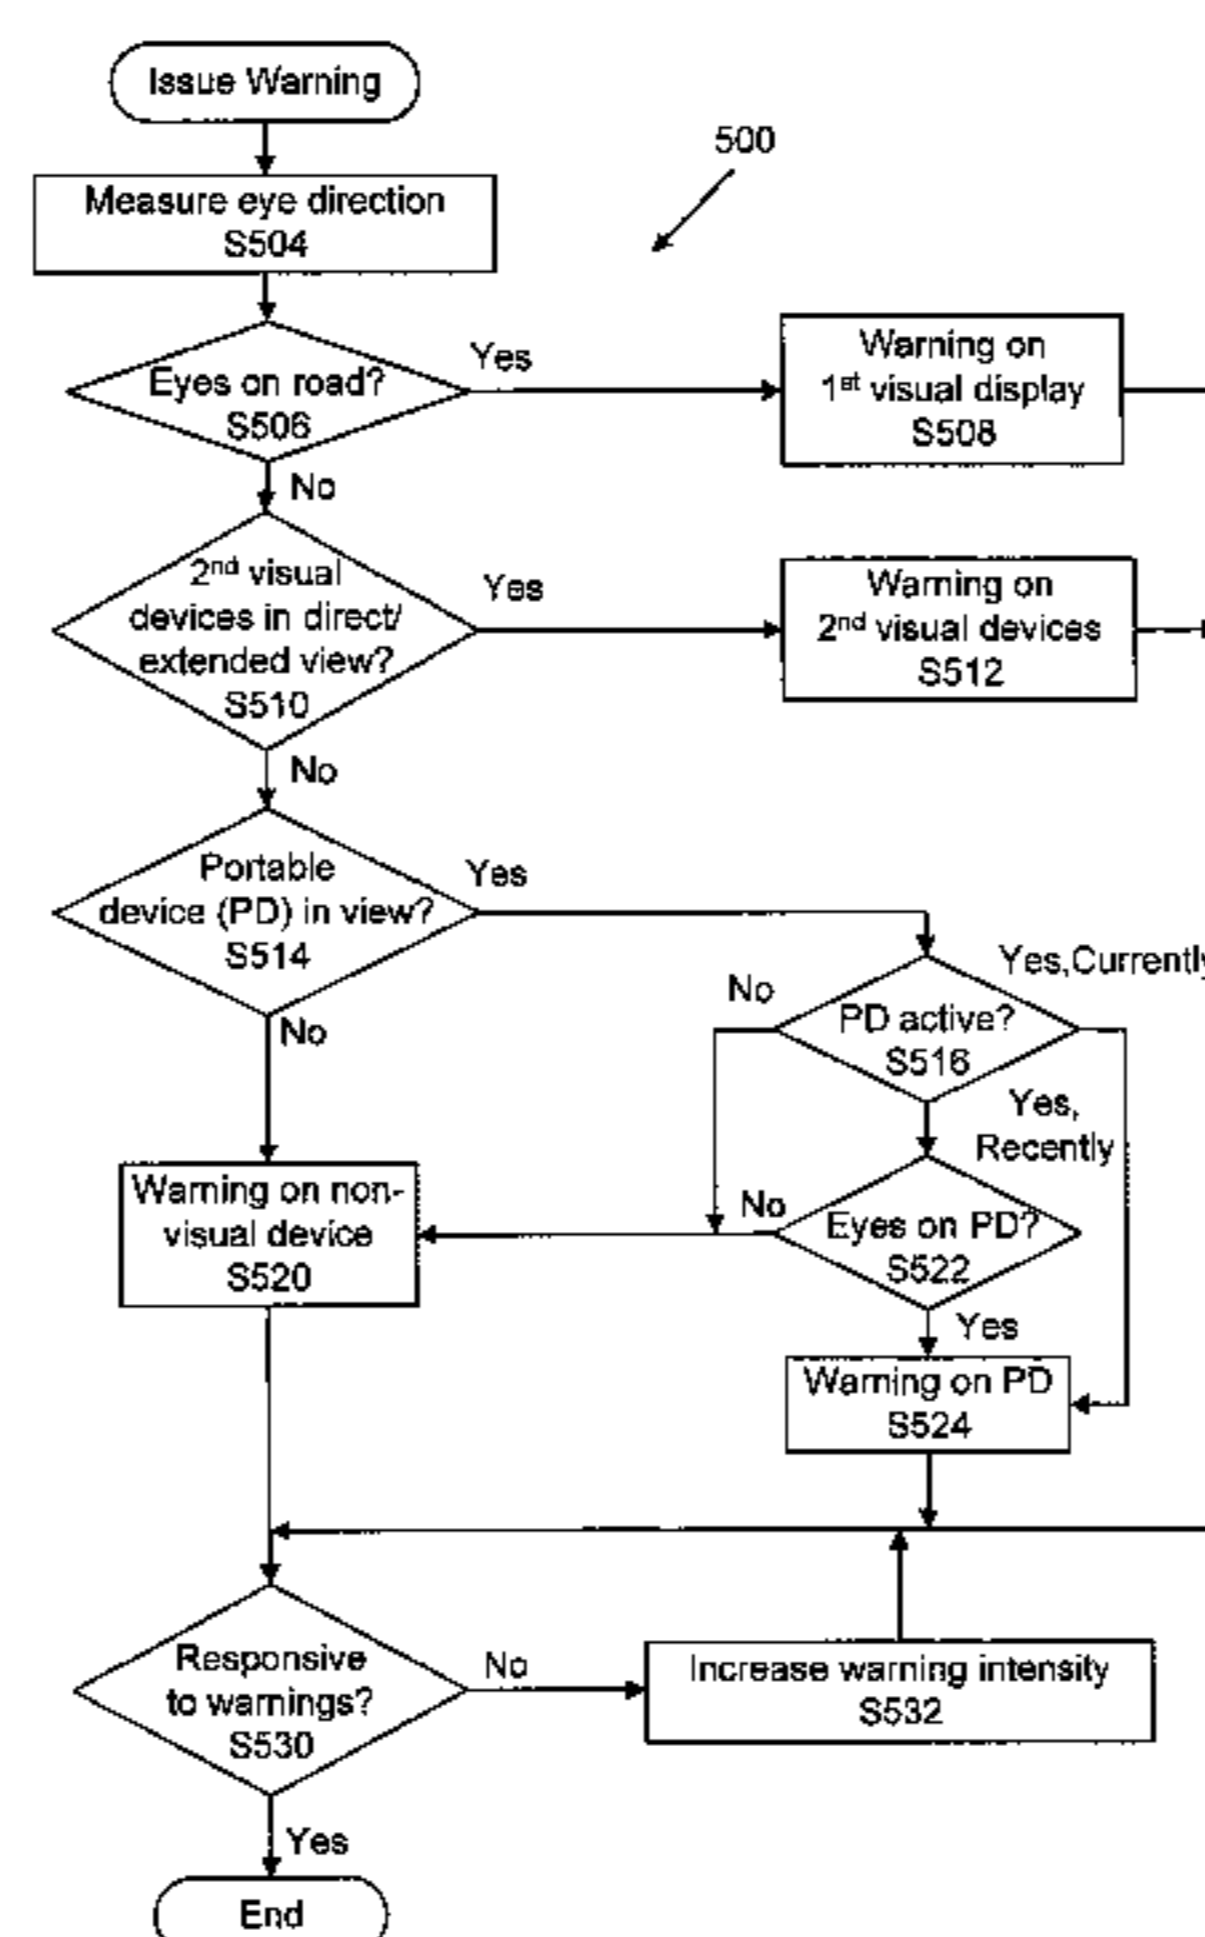 Issue Warning
500
Measure eye direction
S504
Eyes on road?
S506
Yes
Warning on
1st visual display
S508
No
2nd visual
devices in direct/
extended view?
S510
Yes
Warning on
2nd visual devices
S512
No
Portable
device (PD) in view?
S514
Yes
No
PD active?
S516
No
Yes,Currently
Yes,
Recently
Warning on non-
visual device
S520
Eyes on PD?
S522
No
Yes
Warning on PD
S524
Responsive
to warnings?
S530
No
Increase warning intensity
S532
Yes
End